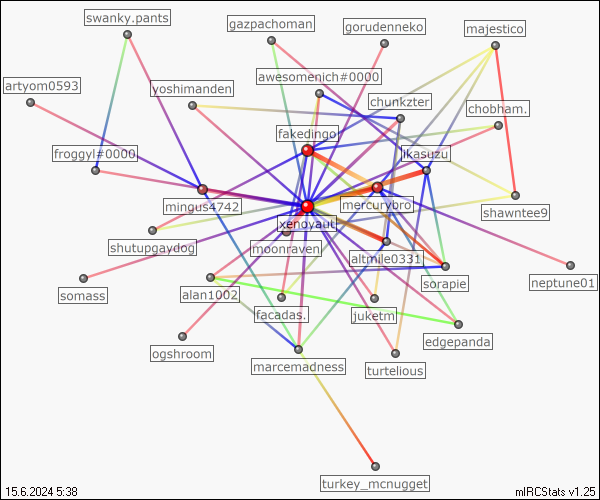 swanky.pants
gazpachoman
gorudenneko
majestico
awesomenich#0000
artyom0593
yoshimanden
chunkzter
chobham.
fakedingo
froggyl#0000
ikasuzu
mingus4742
mercurybro
shawntee9
xenoyaut
shutupgaydog
moonraven
altmile0331
somass
alan1002
sorapie
neptune01
facadas.
juketm
edgepanda
ogshroom
marcemadness
turtelious
turkey_mcnugget
15.6.2024 5:38
mIRCStats v1.25